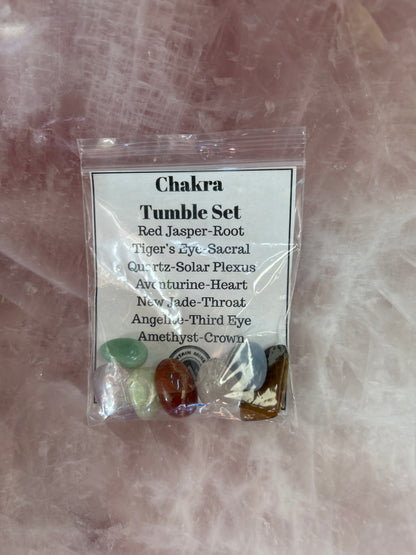 Chakra
Tumble Set
Red Jasper-Root
Tiger's Eye-Sacral
Quartz-Solar Plexus
Aventurine-Heart
New Jade-Throat
Angelite-Third Eye
Amethyst-Crown